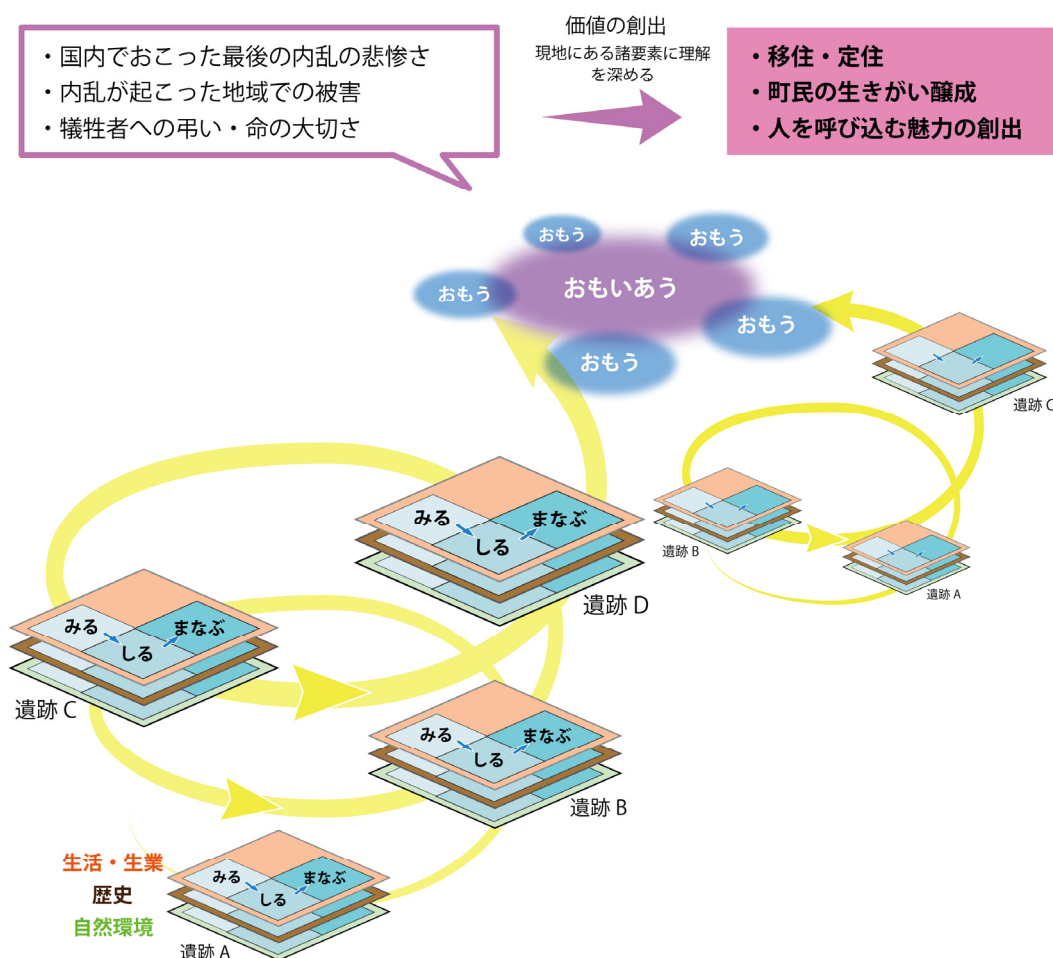 ・国内でおこった最後の内乱の悲惨さ
・内乱が起こった地域での被害
・犠牲者への弔い・命の大切さ
価値の創出
現地にある諸要素に理解
を深める
・移住・定住
・町民の生きがい醸成
・人を呼び込む魅力の創出
おもう
おもう
おもう
おもいあう
おもう
おもう
遺跡 C
遺跡 B
遺跡 A
みる
しる
まなぶ
遺跡 D
みる
しる
まなぶ
遺跡 C
みる
しる
まなぶ
遺跡 B
みる
しる
まなぶ
生活・生業
歴史
自然環境
遺跡 A